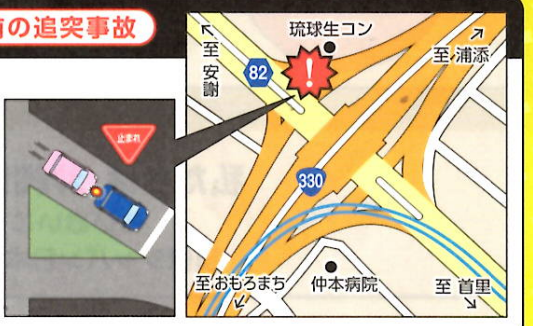 前の追突事故
琉球生コン
至 安謝
至 浦添
82
!
止まれ
330
至 おもろまち
仲本病院
至 首里